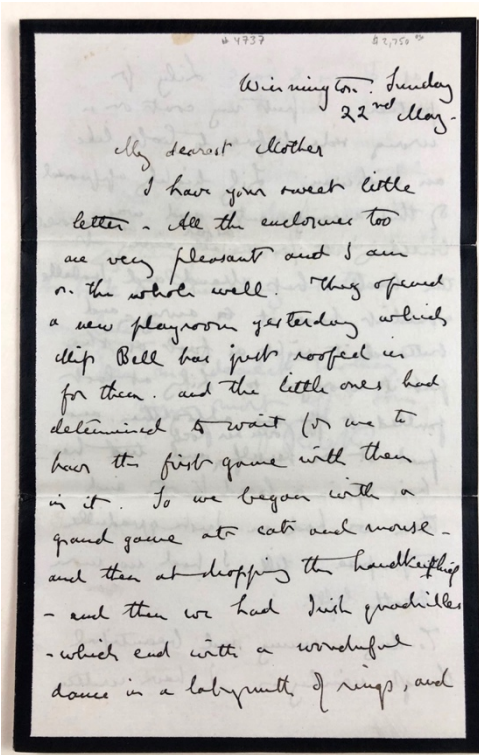 # 4737 $2,750
Winnington. Sunday
22nd May.
My dearest Mother
I have your sweet little
letter - All the enclosures too
are very pleasant and I am
on the whole well. They opened
a new playroom yesterday which
Miss Bell has just roofed in
for them. and the little ones had
determined to wait for me to
have the first game with them
in it. So we began with a
grand game at cats and mouse -
and then at dropping the handkerchief
- and then we had Irish quadrilles
- which end with a wonderful
dance in a labyrinth of rings, and